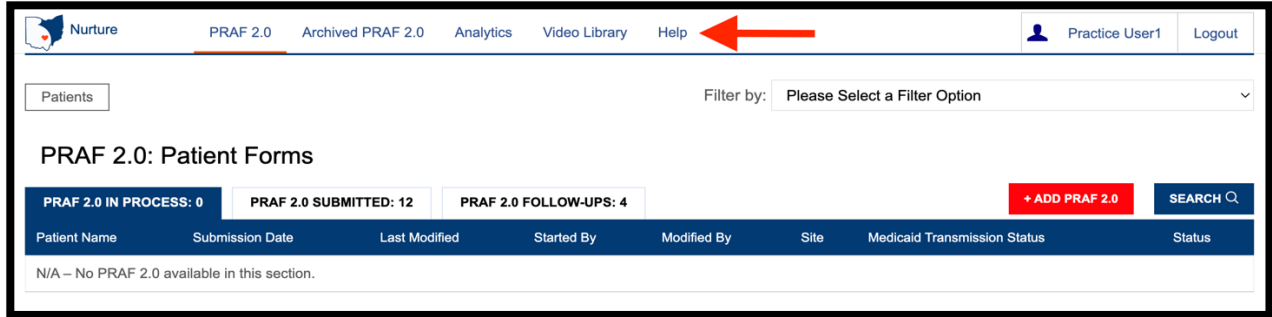 Nurture PRAF 2.0 Archived PRAF 2.0 Analytics Video Library Help Practice User1 Logout
Patients Filter by: Please Select a Filter Option
PRAF 2.0: Patient Forms
PRAF 2.0 IN PROCESS: 0 PRAF 2.0 SUBMITTED: 12 PRAF 2.0 FOLLOW-UPS: 4 + ADD PRAF 2.0 SEARCH
Patient Name Submission Date Last Modified Started By Modified By Site Medicaid Transmission Status Status
N/A – No PRAF 2.0 available in this section.